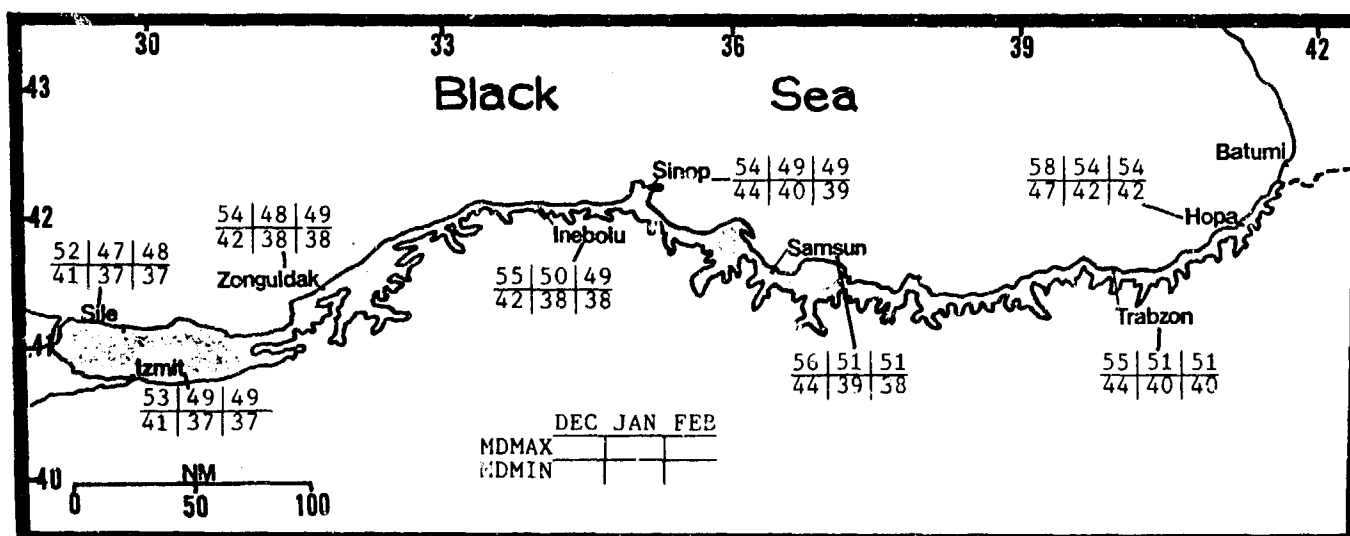 30 33 36 39 42
43
Black Sea
Batumi
Sinop
54 49 49
44 40 39
58 54 54
47 42 42
Hopa
42
54 48 49
42 38 38
Zonguldak
Inebolu
55 50 49
42 38 38
52 47 48
41 37 37
Sile
Samsun
56 51 51
44 39 38
Trabzon
55 51 51
44 40 40
41
Izmit
53 49 49
41 37 37
DEC JAN FEB
MDMAX
MDMIN
40
NM
0 50 100